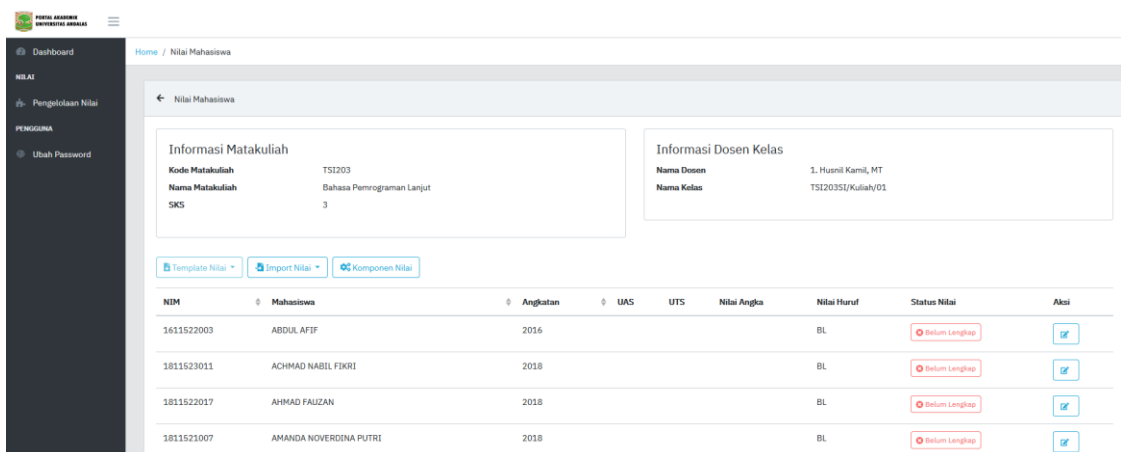 PORTAL AKADEMIK
UNIVERSITAS ANDALAS
Dashboard
NILAI
Pengelolaan Nilai
PENGGUNA
Ubah Password
Home / Nilai Mahasiswa
Nilai Mahasiswa
Informasi Matakuliah
Kode Matakuliah TSI203
Nama Matakuliah Bahasa Pemrograman Lanjut
SKS 3
Informasi Dosen Kelas
Nama Dosen 1. Husnil Kamil, MT
Nama Kelas TSI203SI/Kuliah/01
Template Nilai Import Nilai Komponen Nilai
NIM Mahasiswa Angkatan UAS UTS Nilai Angka Nilai Huruf Status Nilai Aksi
1611522003 ABDUL AFIF 2016 BL Belum Lengkap
1811523011 ACHMAD NABIL FIKRI 2018 BL Belum Lengkap
1811522017 AHMAD FAUZAN 2018 BL Belum Lengkap
1811521007 AMANDA NOVERDINA PUTRI 2018 BL Belum Lengkap